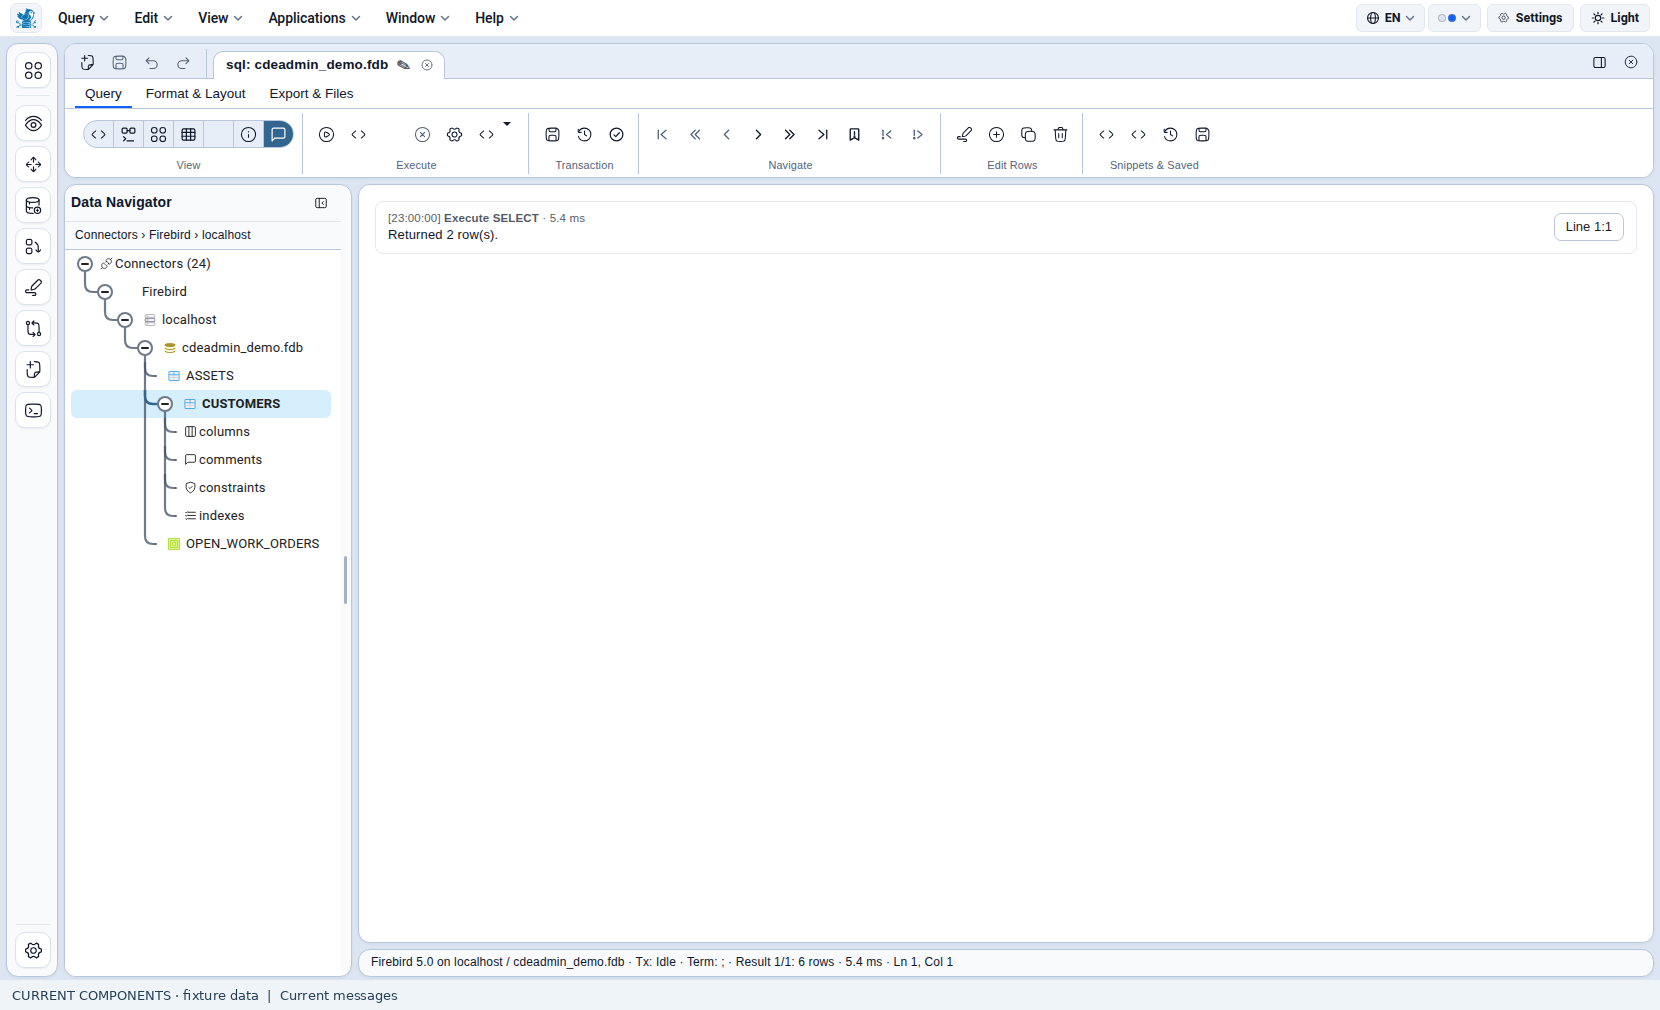 Query Edit View Applications Window Help EN Settings Light
sql: cdeadmin_demo.fdb
Query Format & Layout Export & Files
View Execute Transaction Navigate Edit Rows Snippets & Saved
Data Navigator
Connectors › Firebird › localhost
Connectors (24)
Firebird
localhost
cdeadmin_demo.fdb
ASSETS
CUSTOMERS
columns
comments
constraints
indexes
OPEN_WORK_ORDERS
[23:00:00] Execute SELECT · 5.4 ms
Returned 2 row(s).
Line 1:1
Firebird 5.0 on localhost / cdeadmin_demo.fdb · Tx: Idle · Term: ; · Result 1/1: 6 rows · 5.4 ms · Ln 1, Col 1
CURRENT COMPONENTS · fixture data | Current messages